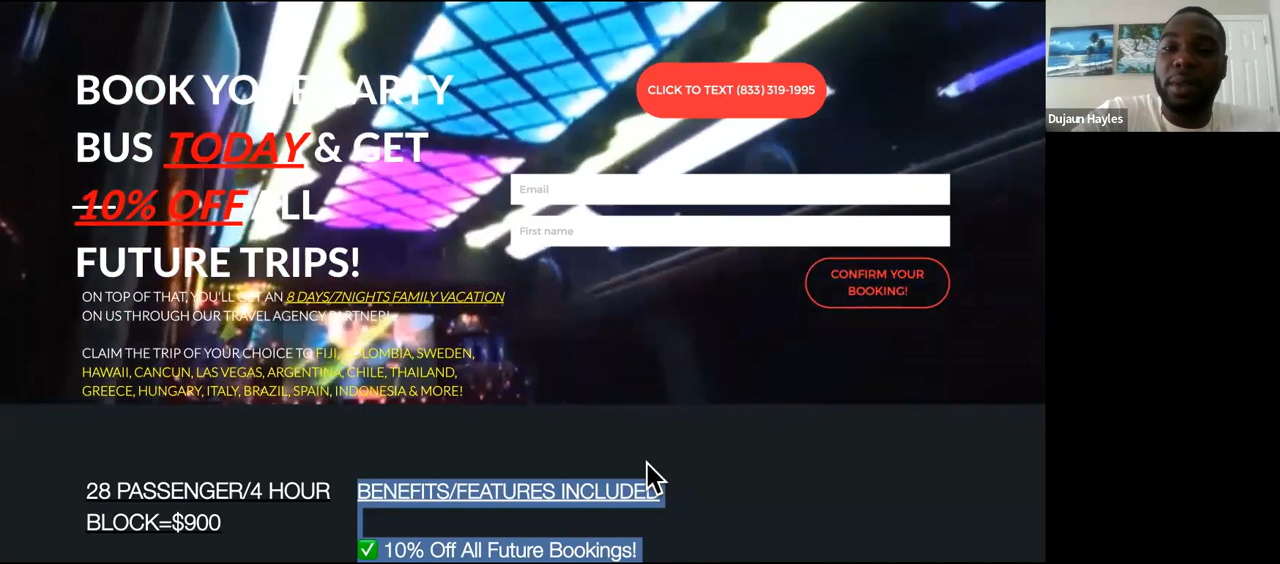 BOOK YOUR PARTY
BUS TODAY & GET
10% OFF ALL
FUTURE TRIPS!
ON TOP OF THAT, YOU'LL GET AN 8 DAYS/7NIGHTS FAMILY VACATION
ON US THROUGH OUR TRAVEL AGENCY PARTNER!
CLAIM THE TRIP OF YOUR CHOICE TO FIJI, COLOMBIA, SWEDEN,
HAWAII, CANCUN, LAS VEGAS, ARGENTINA, CHILE, THAILAND,
GREECE, HUNGARY, ITALY, BRAZIL, SPAIN, INDONESIA & MORE!
CLICK TO TEXT (833) 319-1995
Email
First name
CONFIRM YOUR
BOOKING!
Dujaun Hayles
28 PASSENGER/4 HOUR
BLOCK=$900
BENEFITS/FEATURES INCLUDED
✅ 10% Off All Future Bookings!